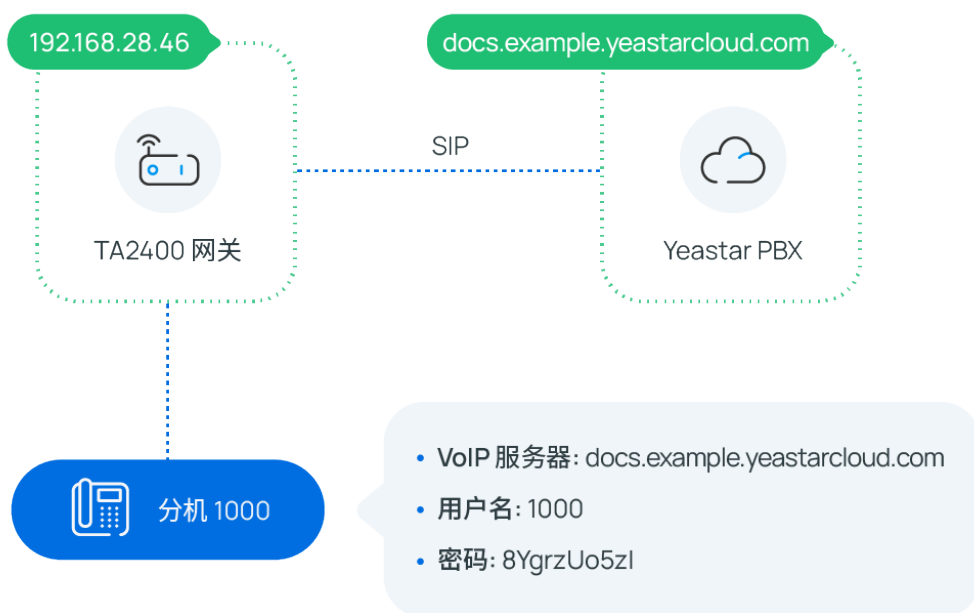 192.168.28.46
docs.example.yeastarcloud.com
SIP
TA2400 网关
Yeastar PBX
分机 1000
• VoIP 服务器: docs.example.yeastarcloud.com
• 用户名: 1000
• 密码: 8YgrzUo5zI